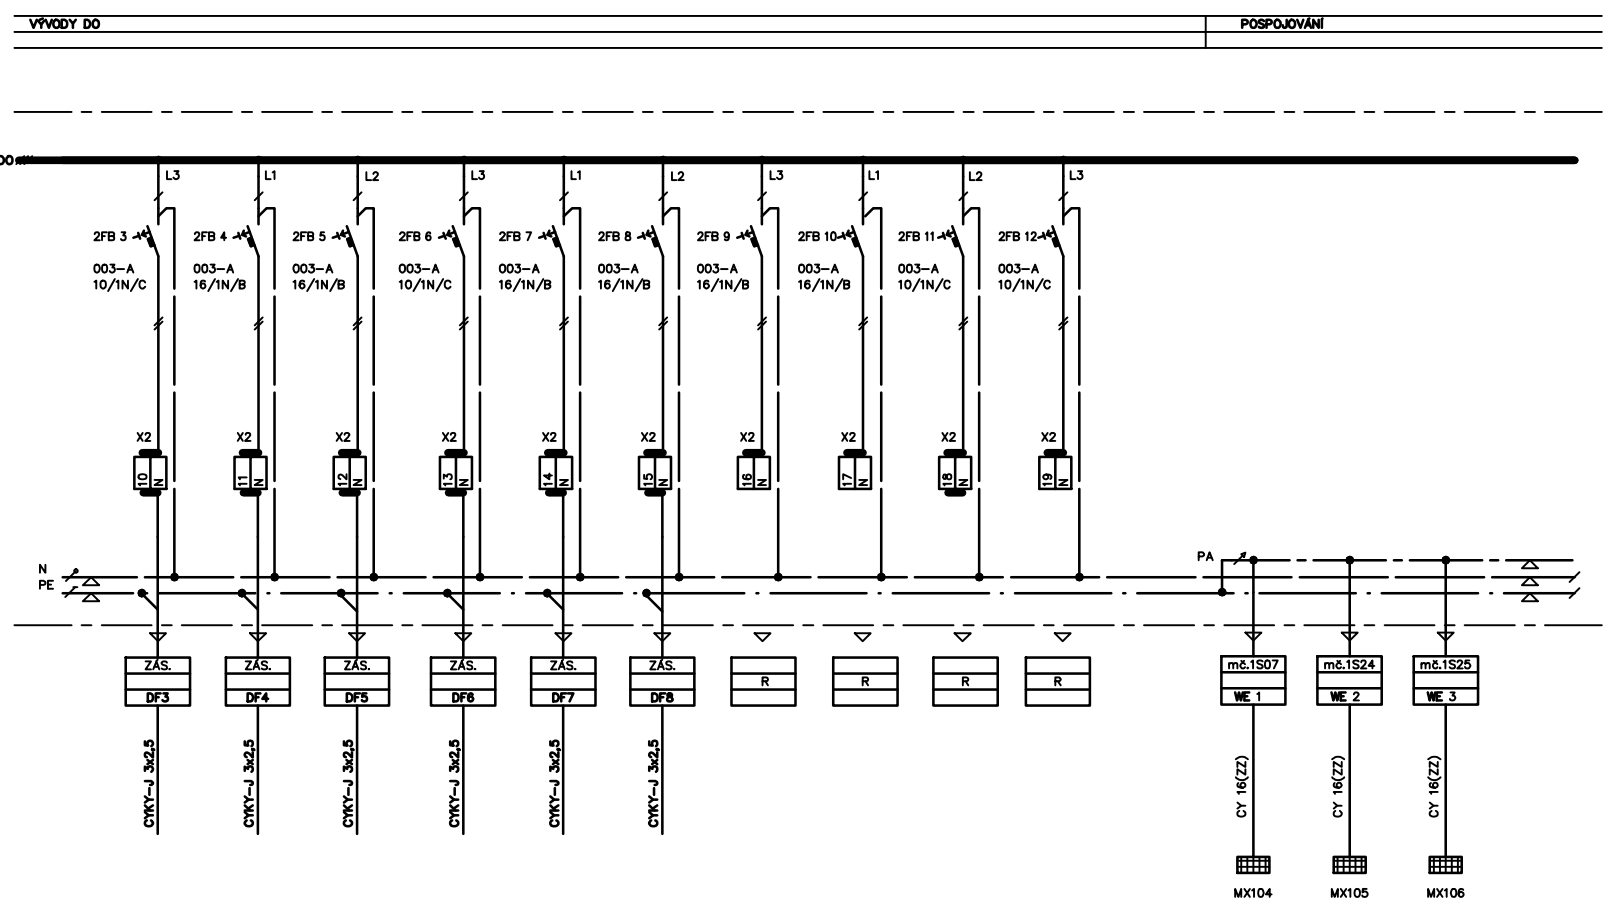 VÝVODY DO
POSPOJOVÁNÍ
L3 L1 L2 L3 L1 L2 L3 L1 L2 L3
2FB 3 2FB 4 2FB 5 2FB 6 2FB 7 2FB 8 2FB 9 2FB 10 2FB 11 2FB 12
003-A 003-A 003-A 003-A 003-A 003-A 003-A 003-A 003-A 003-A
10/1N/C 16/1N/B 16/1N/B 10/1N/C 16/1N/B 16/1N/B 16/1N/B 16/1N/B 10/1N/C 10/1N/C
X2 X2 X2 X2 X2 X2 X2 X2 X2 X2
10 N 11 N 12 N 13 N 14 N 15 N 16 N 17 N 18 N 19 N
PA
N
PE
ZÁS. ZÁS. ZÁS. ZÁS. ZÁS. ZÁS. mč.1S07 mč.1S24 mč.1S25
R R R R
DF3 DF4 DF5 DF6 DF7 DF8 WE 1 WE 2 WE 3
CYKY-J 3x2,5 CYKY-J 3x2,5 CYKY-J 3x2,5 CYKY-J 3x2,5 CYKY-J 3x2,5 CYKY-J 3x2,5 CY 16(ZZ) CY 16(ZZ) CY 16(ZZ)
MX104 MX105 MX106